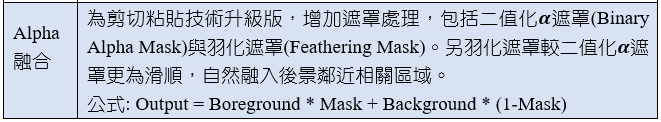 Alpha
融合
為剪切粘貼技術升級版，增加遮罩處理，包括二值化α遮罩(Binary
Alpha Mask)與羽化遮罩(Feathering Mask)。另羽化遮罩較二值化α遮
罩更為滑順，自然融入後景鄰近相關區域。
公式: Output = Boreground * Mask + Background * (1-Mask)